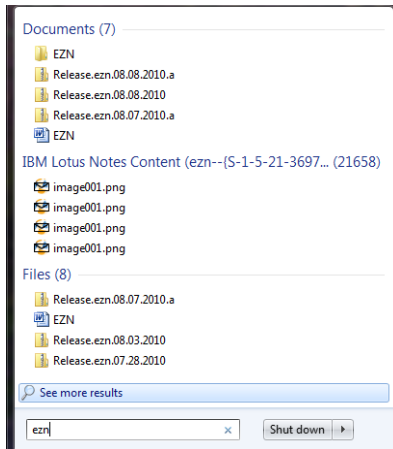 Documents (7)
EZN
Release.ezn.08.08.2010.a
Release.ezn.08.08.2010
Release.ezn.08.07.2010.a
EZN
IBM Lotus Notes Content (ezn--{S-1-5-21-3697... (21658)
image001.png
image001.png
image001.png
image001.png
Files (8)
Release.ezn.08.07.2010.a
EZN
Release.ezn.08.03.2010
Release.ezn.07.28.2010
See more results
ezn Shut down